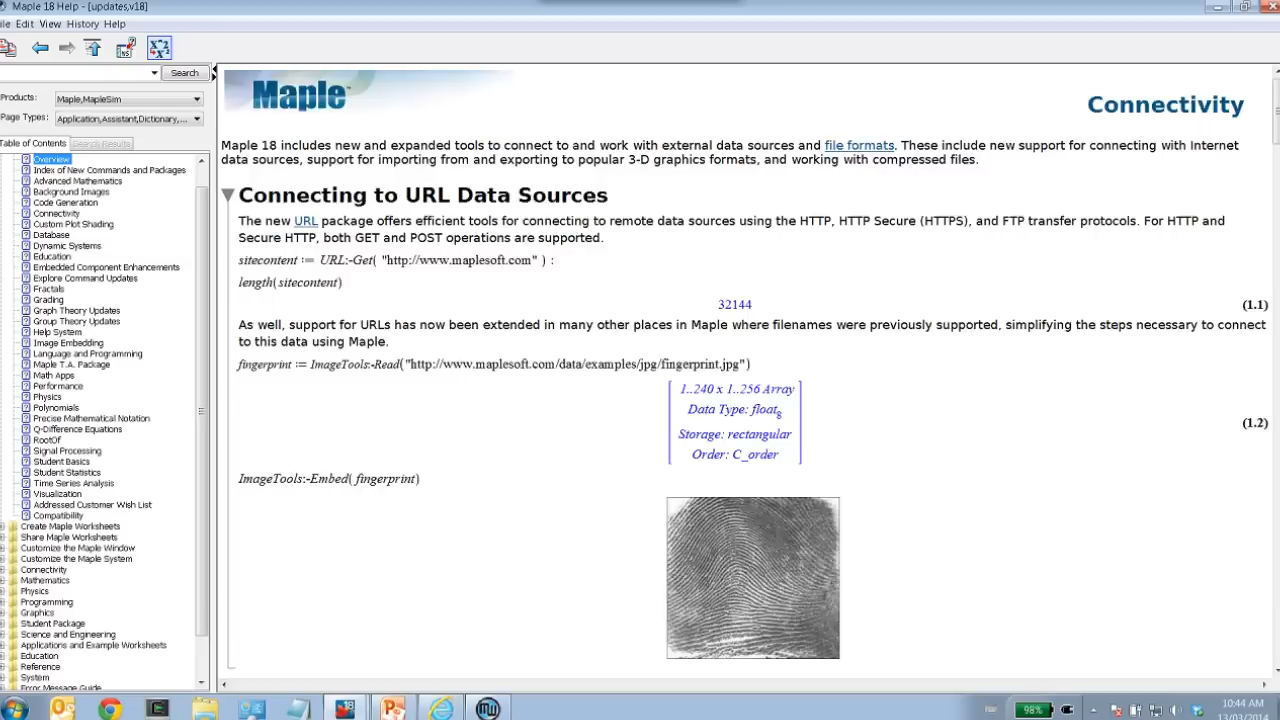 Maple 18 Help - [updates,v18]
ile Edit View History Help
Search
Products: Maple,MapleSim
Page Types: Application,Assistant,Dictionary,...
Table of Contents Search Results
Overview
Index of New Commands and Packages
Advanced Mathematics
Background Images
Code Generation
Connectivity
Custom Plot Shading
Database
Dynamic Systems
Education
Embedded Component Enhancements
Explore Command Updates
Fractals
Grading
Graph Theory Updates
Group Theory Updates
Help System
Image Embedding
Language and Programming
Maple T.A. Package
Math Apps
Performance
Physics
Polynomials
Precise Mathematical Notation
Q-Difference Equations
RootOf
Signal Processing
Student Basics
Student Statistics
Time Series Analysis
Visualization
Addressed Customer Wish List
Compatibility
Create Maple Worksheets
Share Maple Worksheets
Customize the Maple Window
Customize the Maple System
Connectivity
Mathematics
Physics
Programming
Graphics
Student Package
Science and Engineering
Applications and Example Worksheets
Education
Reference
System
Error Message Guide
Maple™
Connectivity
Maple 18 includes new and expanded tools to connect to and work with external data sources and file formats. These include new support for connecting with Internet
data sources, support for importing from and exporting to popular 3-D graphics formats, and working with compressed files.
Connecting to URL Data Sources
The new URL package offers efficient tools for connecting to remote data sources using the HTTP, HTTP Secure (HTTPS), and FTP transfer protocols. For HTTP and
Secure HTTP, both GET and POST operations are supported.
sitecontent := URL:-Get( "http://www.maplesoft.com" ) :
length(sitecontent)
32144 (1.1)
As well, support for URLs has now been extended in many other places in Maple where filenames were previously supported, simplifying the steps necessary to connect
to this data using Maple.
fingerprint := ImageTools:-Read("http://www.maplesoft.com/data/examples/jpg/fingerprint.jpg")
1..240 x 1..256 Array
Data Type: float8
Storage: rectangular
Order: C_order
(1.2)
ImageTools:-Embed( fingerprint)
98%
10:44 AM
13/03/2014